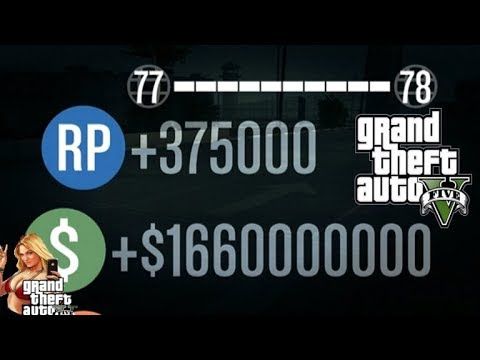 77 78
RP +375000
grand
theft
auto
V
FIVE
$ +$1660000000
grand
theft
auto